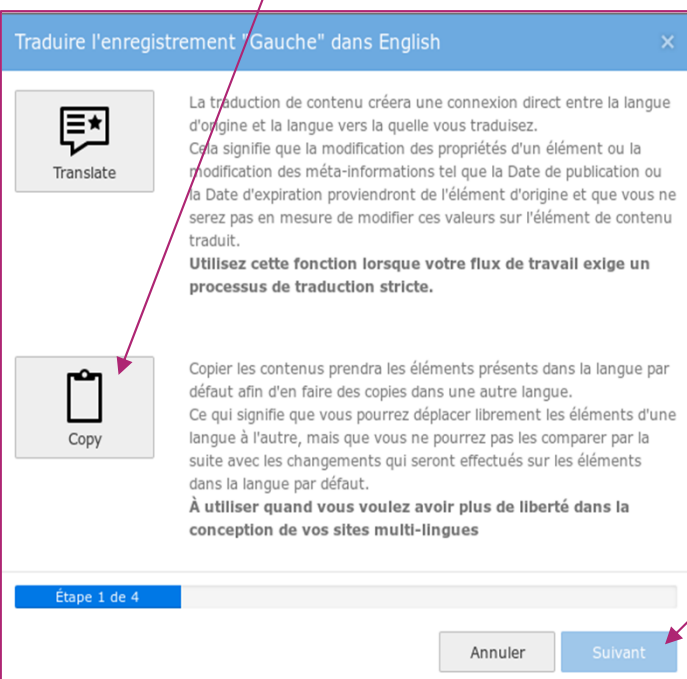 Traduire l'enregistrement "Gauche" dans English
Translate
La traduction de contenu créera une connexion direct entre la langue
d'origine et la langue vers la quelle vous traduisez.
Cela signifie que la modification des propriétés d'un élément ou la
modification des méta-informations tel que la Date de publication ou
la Date d'expiration proviendront de l'élément d'origine et que vous ne
serez pas en mesure de modifier ces valeurs sur l'élément de contenu
traduit.
Utilisez cette fonction lorsque votre flux de travail exige un
processus de traduction stricte.
Copy
Copier les contenus prendra les éléments présents dans la langue par
défaut afin d'en faire des copies dans une autre langue.
Ce qui signifie que vous pourrez déplacer librement les éléments d'une
langue à l'autre, mais que vous ne pourrez pas les comparer par la
suite avec les changements qui seront effectués sur les éléments
dans la langue par défaut.
À utiliser quand vous voulez avoir plus de liberté dans la
conception de vos sites multi-lingues
Étape 1 de 4
Annuler
Suivant